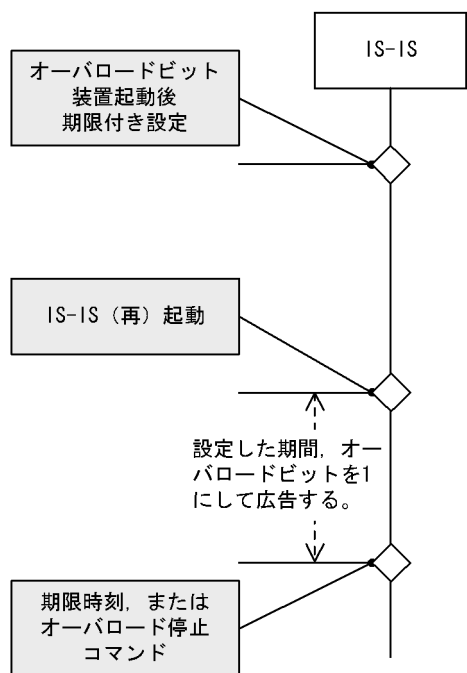 IS-IS
オーバロードビット
装置起動後
期限付き設定
IS-IS（再）起動
設定した期間，オー
バロードビットを1
にして広告する。
期限時刻，または
オーバロード停止
コマンド